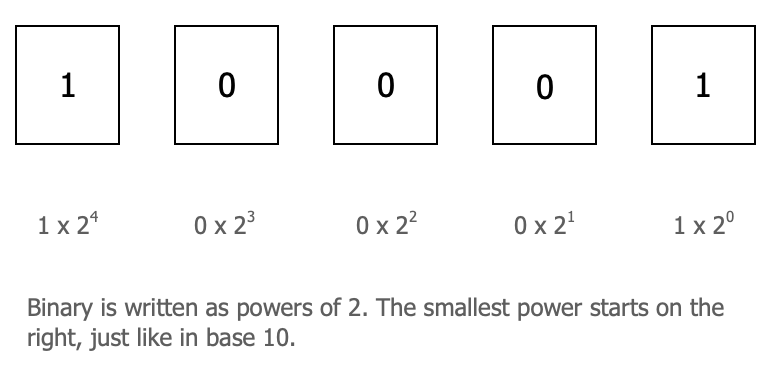 1 0 0 0 1
1 x 2⁴ 0 x 2³ 0 x 2² 0 x 2¹ 1 x 2⁰
Binary is written as powers of 2. The smallest power starts on the
right, just like in base 10.